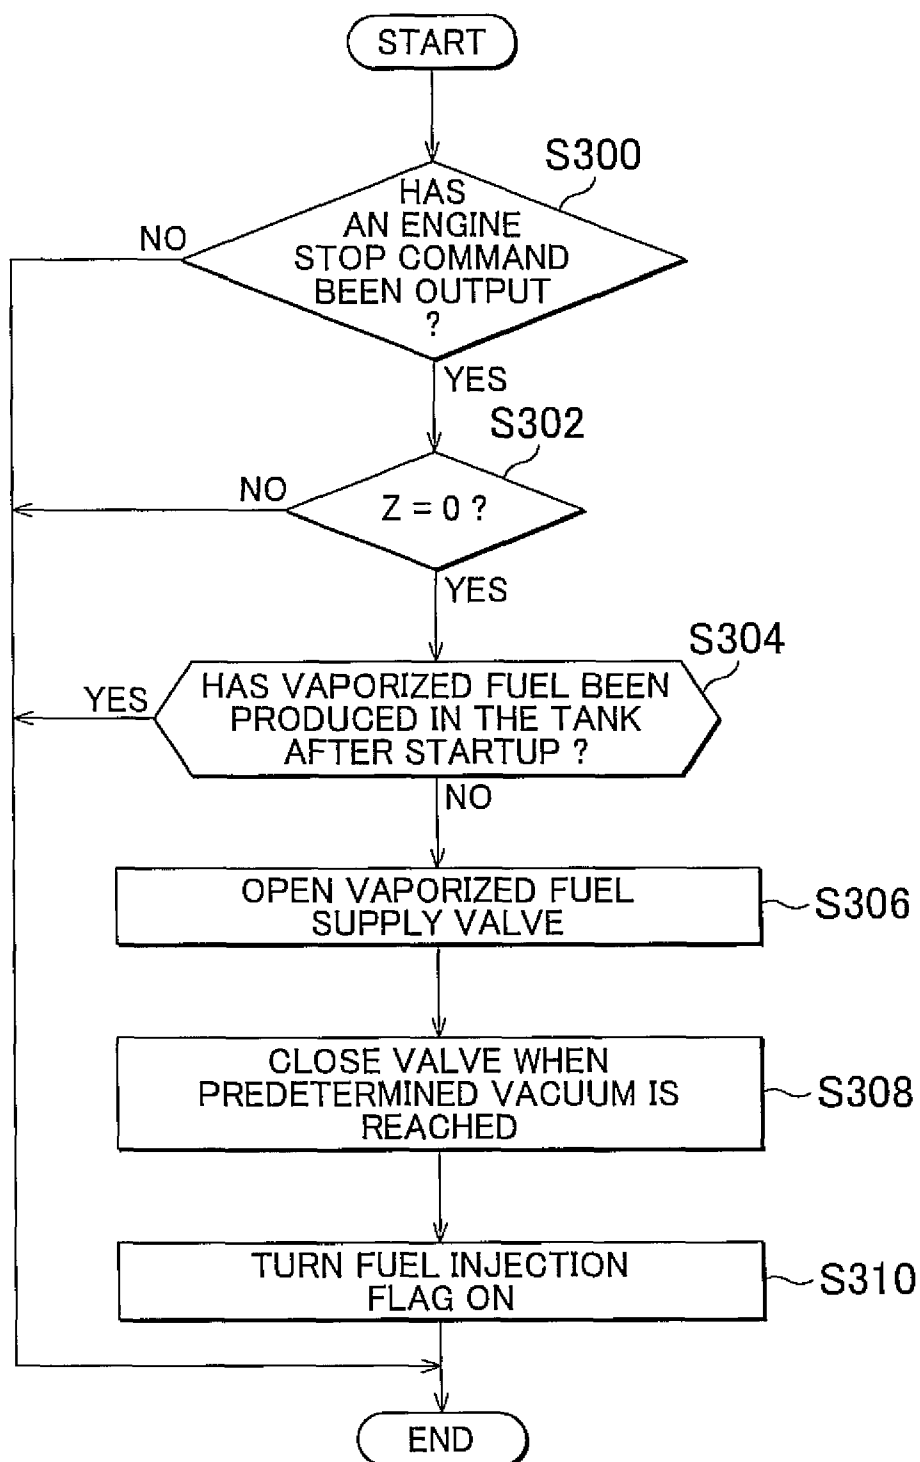 START
S300
HAS
AN ENGINE
STOP COMMAND
BEEN OUTPUT
?
NO
YES
S302
NO
Z = 0 ?
YES
S304
YES
HAS VAPORIZED FUEL BEEN
PRODUCED IN THE TANK
AFTER STARTUP ?
NO
OPEN VAPORIZED FUEL
SUPPLY VALVE
S306
CLOSE VALVE WHEN
PREDETERMINED VACUUM IS
REACHED
S308
TURN FUEL INJECTION
FLAG ON
S310
END